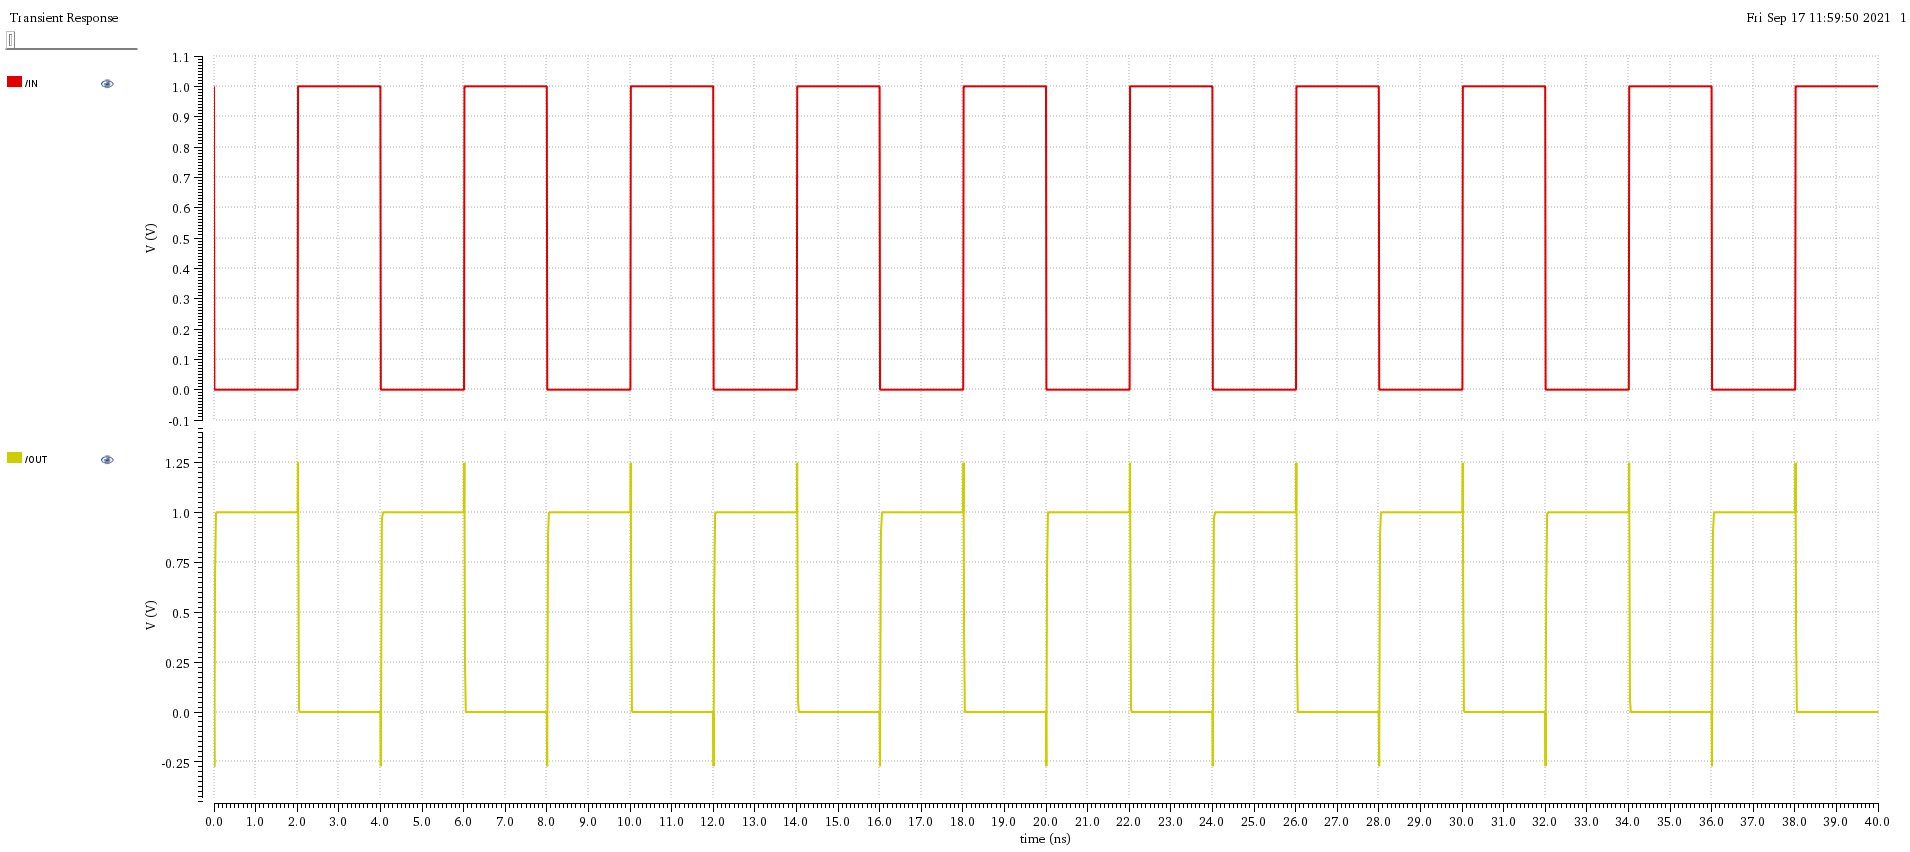 Transient Response
Fri Sep 17 11:59:50 2021 1
/IN
1.1
1.0
0.9
0.8
0.7
0.6
0.5
0.4
0.3
0.2
0.1
0.0
-0.1
V (V)
/OUT
1.25
1.0
0.75
0.5
0.25
0.0
-0.25
V (V)
0.0 1.0 2.0 3.0 4.0 5.0 6.0 7.0 8.0 9.0 10.0 11.0 12.0 13.0 14.0 15.0 16.0 17.0 18.0 19.0 20.0 21.0 22.0 23.0 24.0 25.0 26.0 27.0 28.0 29.0 30.0 31.0 32.0 33.0 34.0 35.0 36.0 37.0 38.0 39.0 40.0
time (ns)